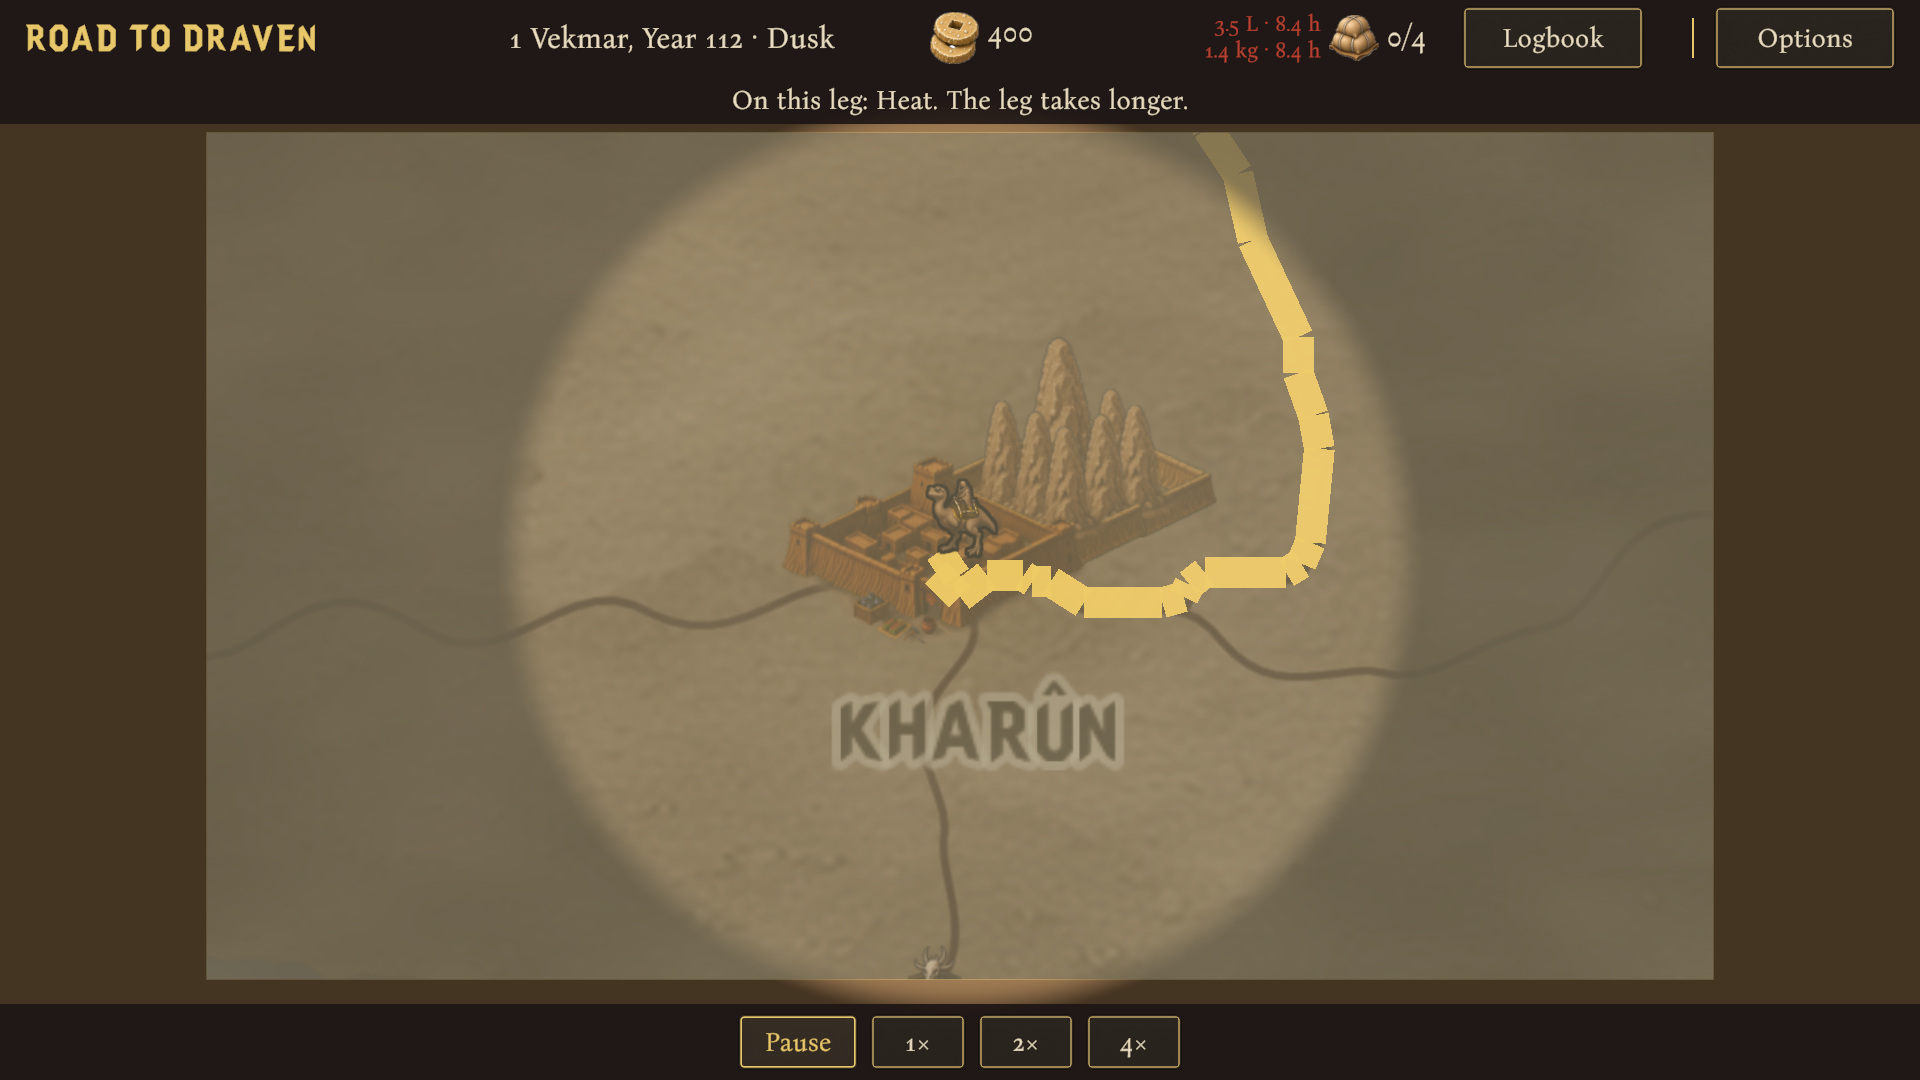 ROAD TO DRAVEN
1 Vekmar, Year 112 · Dusk
400
3.5 L · 8.4 h
1.4 kg · 8.4 h
0/4
Logbook
Options
On this leg: Heat. The leg takes longer.
KHARÛN
Pause
1×
2×
4×